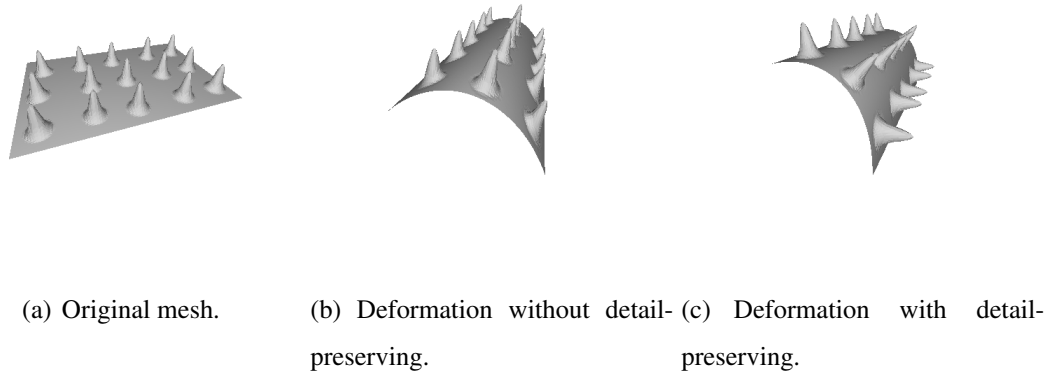 (a) Original mesh.
(b) Deformation without detail-
preserving.
(c) Deformation with detail-
preserving.